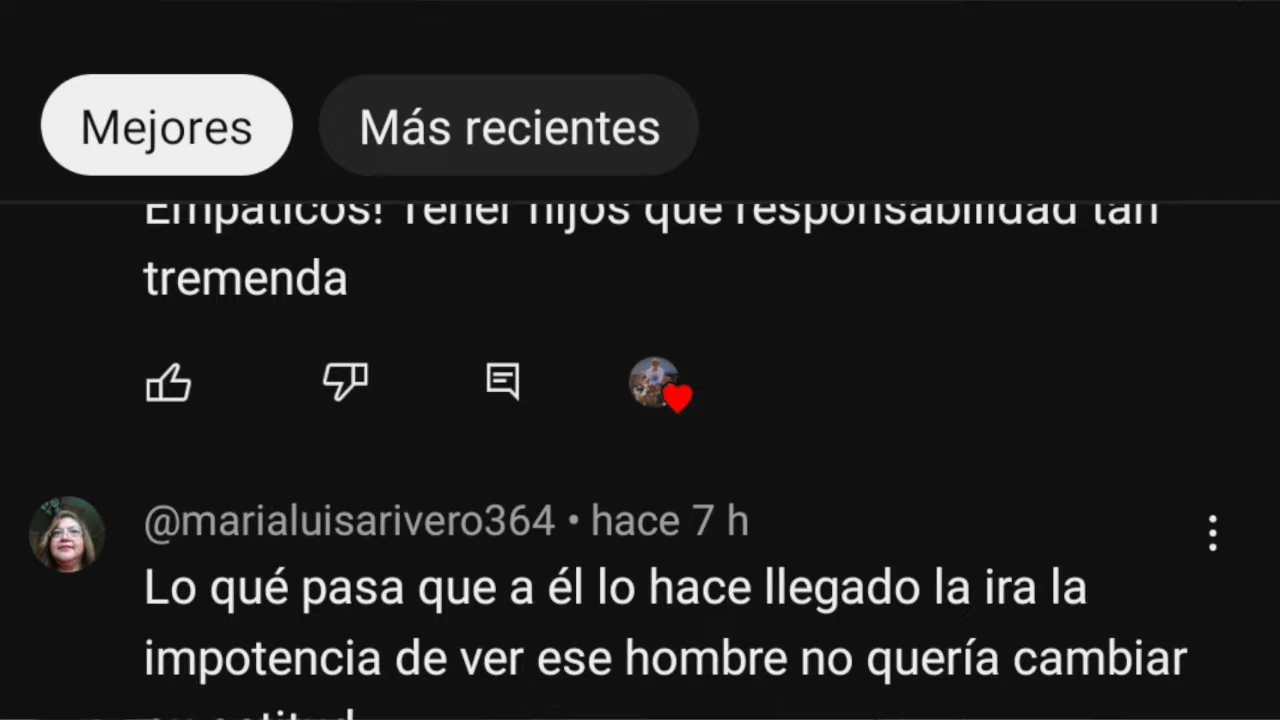 Mejores
Más recientes
Empáticos! Tener hijos que responsabilidad tan
tremenda
@marialuisarivero364 • hace 7 h
Lo qué pasa que a él lo hace llegado la ira la
impotencia de ver ese hombre no quería cambiar